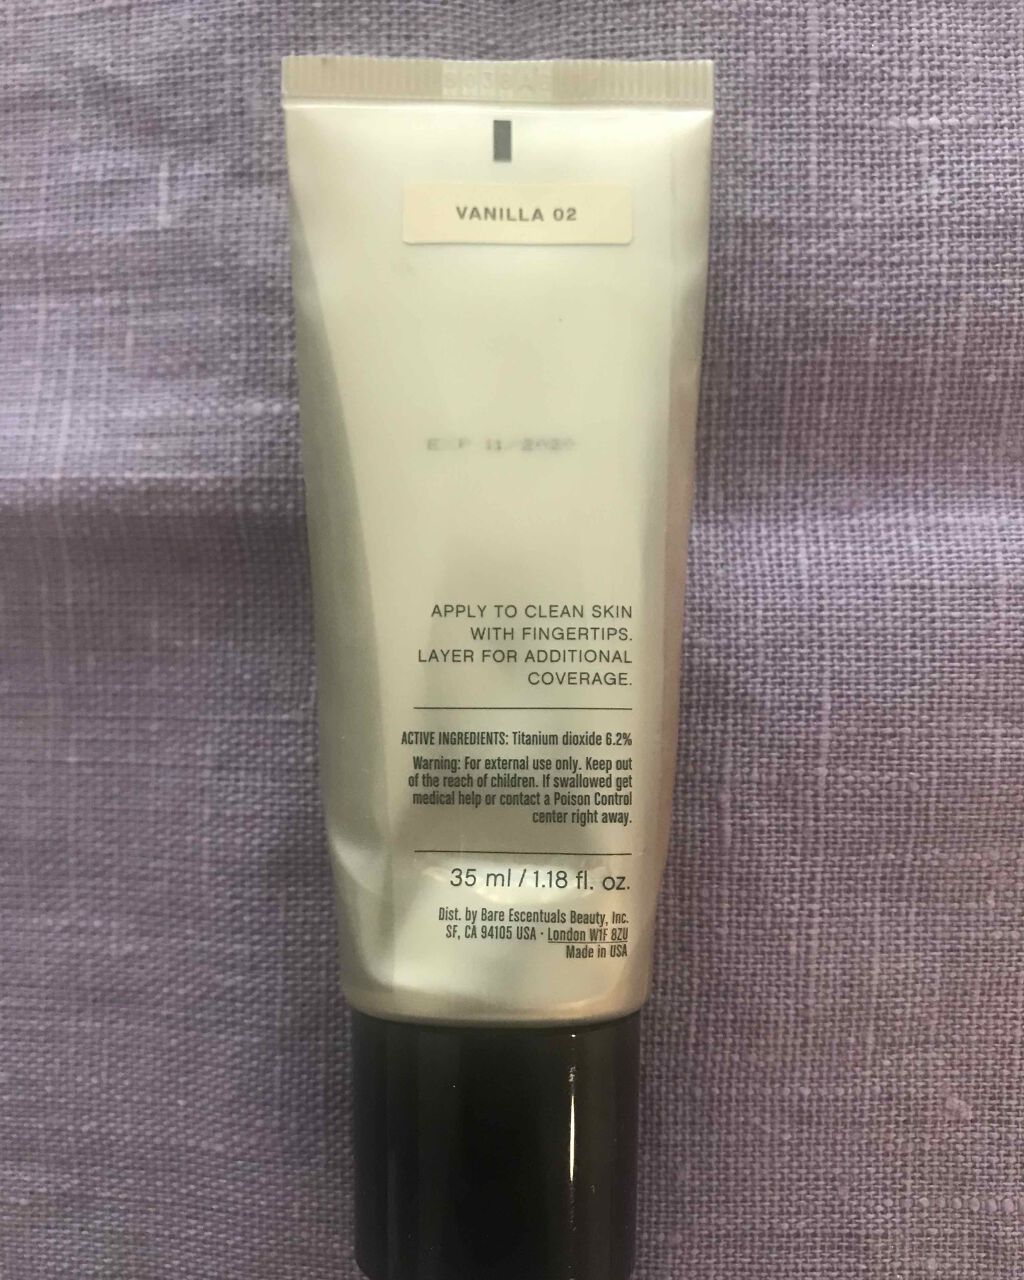 VANILLA 02
EXP 11/2020
APPLY TO CLEAN SKIN
WITH FINGERTIPS.
LAYER FOR ADDITIONAL
COVERAGE.
ACTIVE INGREDIENTS: Titanium dioxide 6.2%
Warning: For external use only. Keep out
of the reach of children. If swallowed get
medical help or contact a Poison Control
center right away.
35 ml / 1.18 fl. oz.
Dist. by Bare Escentuals Beauty, Inc.
SF, CA 94105 USA · London W1F 8ZU
Made in USA